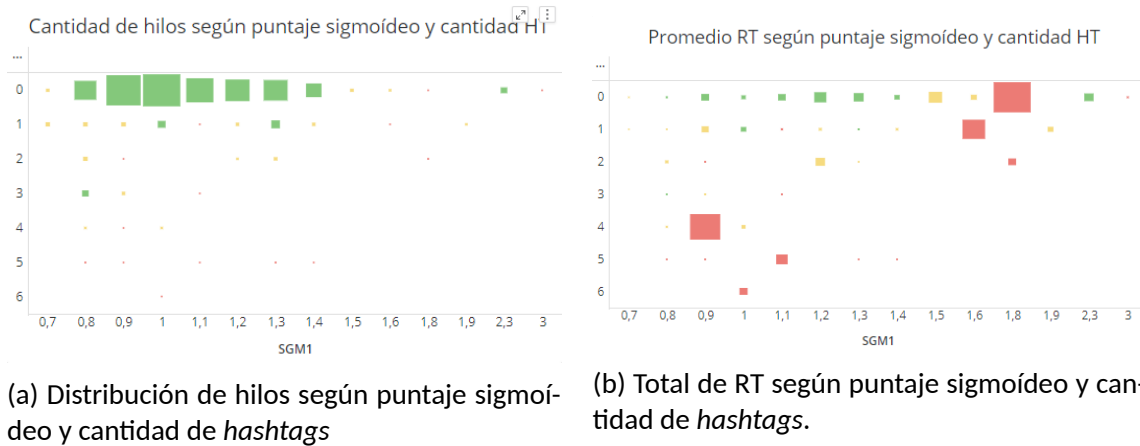 Cantidad de hilos según puntaje sigmoídeo y cantidad HT
...
0
1
2
3
4
5
6
0,7 0,8 0,9 1 1,1 1,2 1,3 1,4 1,5 1,6 1,8 1,9 2,3 3
SGM1
(a) Distribución de hilos según puntaje sigmoí-
deo y cantidad de hashtags
Promedio RT según puntaje sigmoídeo y cantidad HT
...
0
1
2
3
4
5
6
0,7 0,8 0,9 1 1,1 1,2 1,3 1,4 1,5 1,6 1,8 1,9 2,3 3
SGM1
(b) Total de RT según puntaje sigmoídeo y can-
tidad de hashtags.